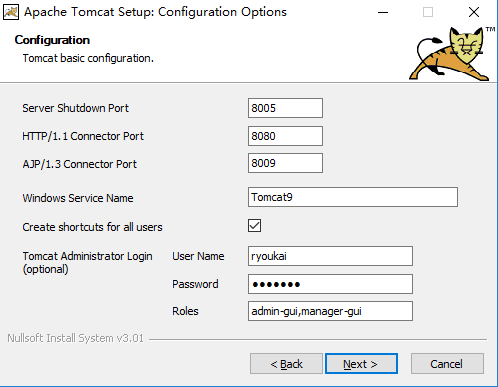 Apache Tomcat Setup: Configuration Options
Configuration
Tomcat basic configuration.
TM
Server Shutdown Port 8005
HTTP/1.1 Connector Port 8080
AJP/1.3 Connector Port 8009
Windows Service Name Tomcat9
Create shortcuts for all users
Tomcat Administrator Login
(optional)
User Name ryoukai
Password ●●●●●●●
Roles admin-gui,manager-gui
Nullsoft Install System v3.01
< Back Next > Cancel